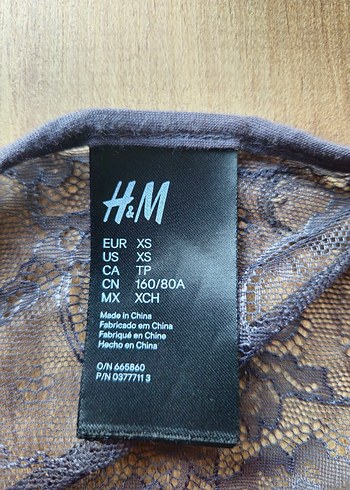 H&M
EUR XS
US XS
CA TP
CN 160/80A
MX XCH
Made in China
Fabricado em China
Fabriqué en Chine
Hecho en China
O/N 665860
P/N 0377711 3